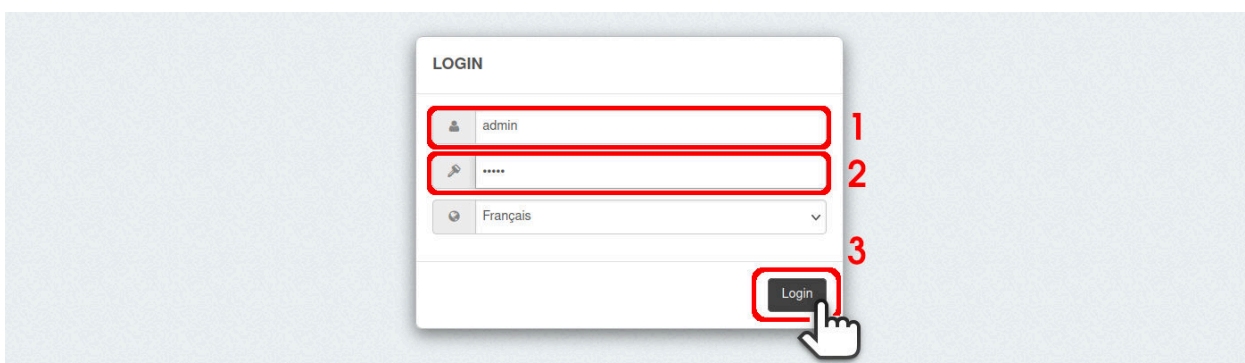 LOGIN
admin
1
•••••
2
Français
3
Login